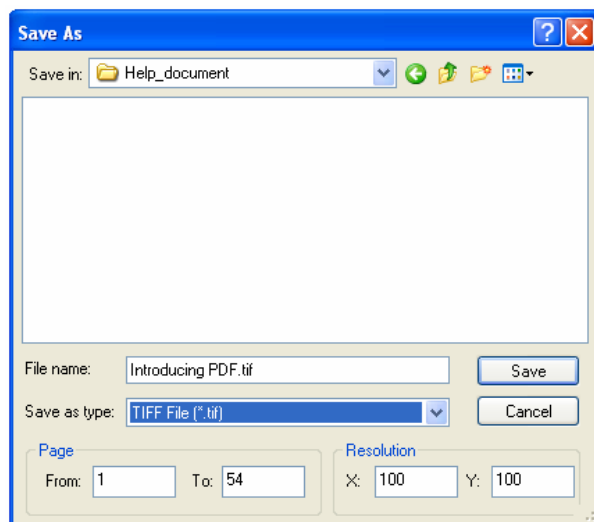 Save As
Save in: Help_document
File name: Introducing PDF.tif Save
Save as type: TIFF File (*.tif) Cancel
Page Resolution
From: 1 To: 54 X: 100 Y: 100